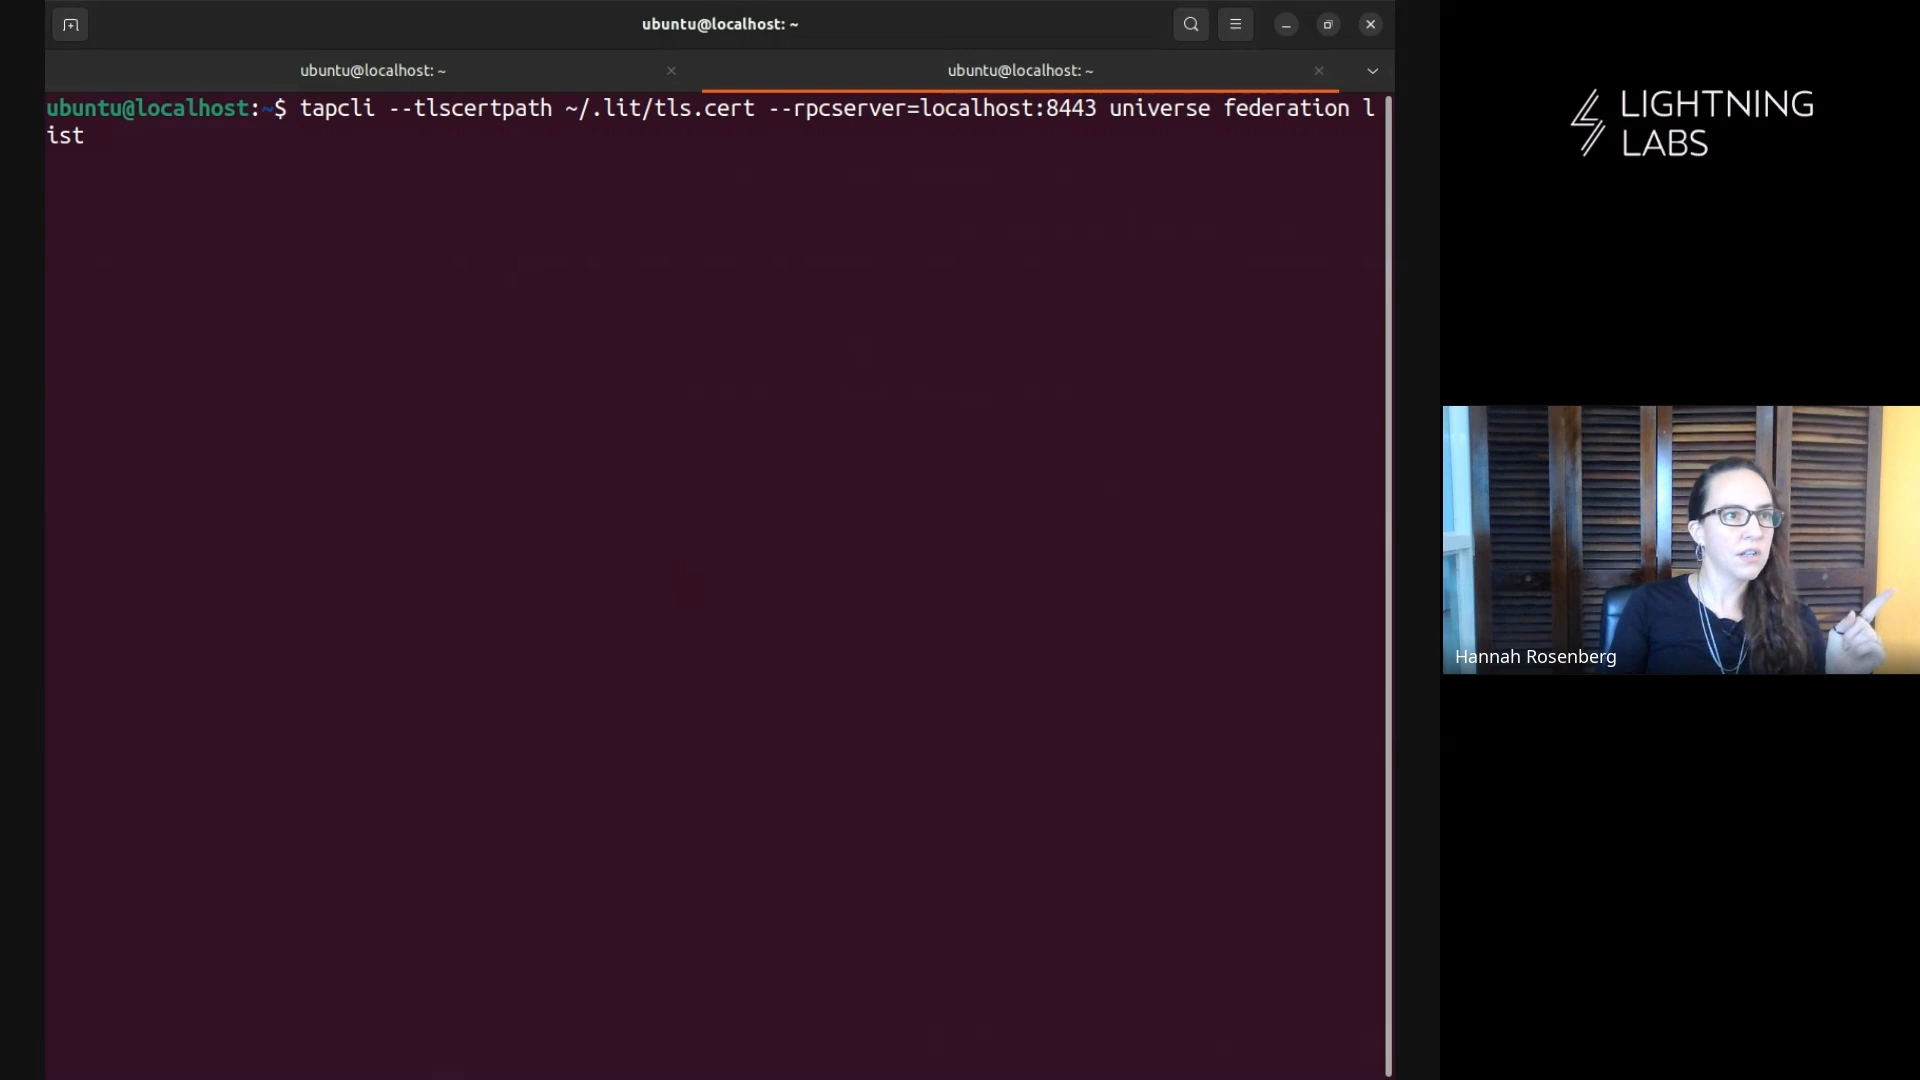 ubuntu@localhost: ~
ubuntu@localhost: ~
ubuntu@localhost: ~
ubuntu@localhost:~$ tapcli --tlscertpath ~/.lit/tls.cert --rpcserver=localhost:8443 universe federation l
ist
LIGHTNING
LABS
Hannah Rosenberg